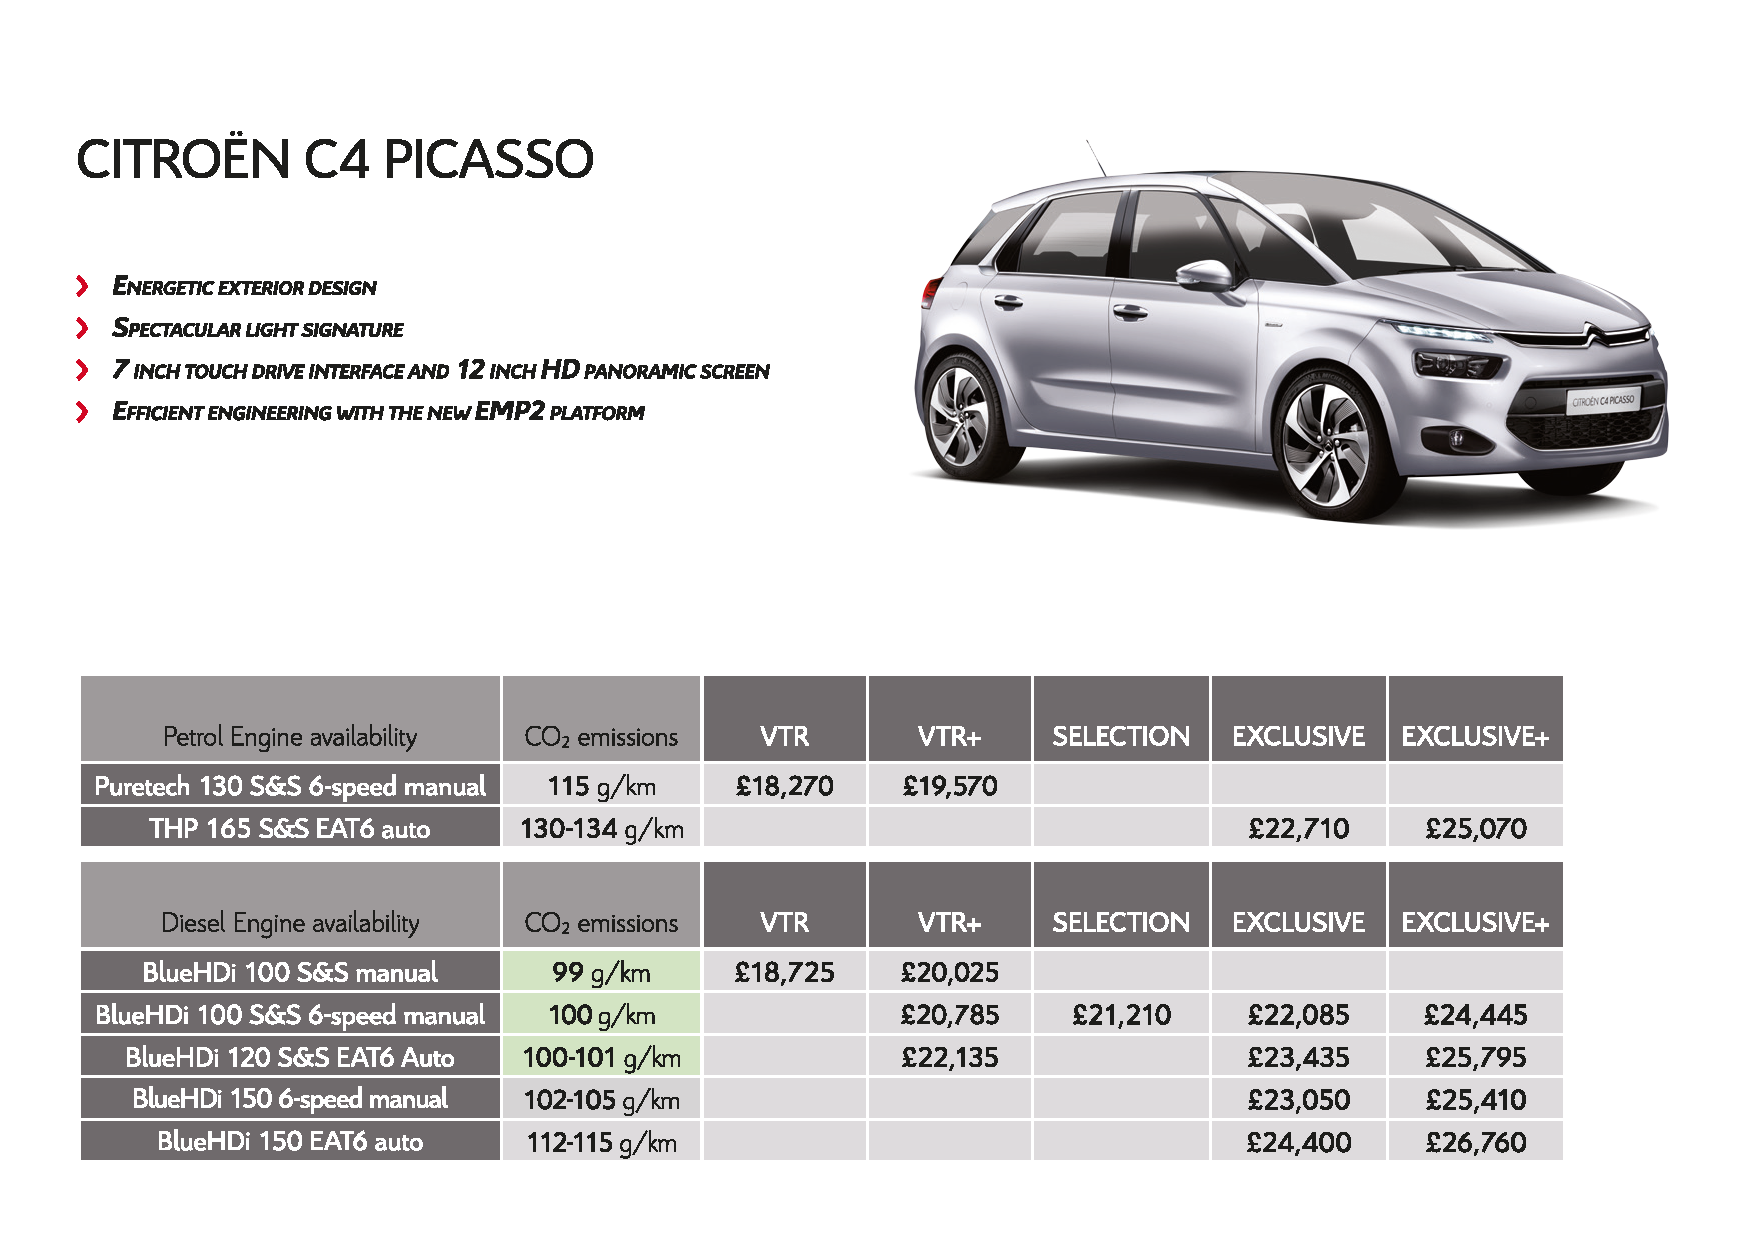 CITROËN C4 PICASSO
ENERGETIC EXTERIOR DESIGN
SPECTACULAR LIGHT SIGNATURE
7 INCH TOUCH DRIVE INTERFACE AND 12 INCH HD PANORAMIC SCREEN
EFFICIENT ENGINEERING WITH THE NEW EMP2 PLATFORM
CITROËN C4 PICASSO
Petrol Engine availability CO₂ emissions VTR VTR+ SELECTION EXCLUSIVE EXCLUSIVE+
Puretech 130 S&S 6-speed manual 115 g/km £18,270 £19,570
THP 165 S&S EAT6 auto 130-134 g/km £22,710 £25,070
Diesel Engine availability CO₂ emissions VTR VTR+ SELECTION EXCLUSIVE EXCLUSIVE+
BlueHDi 100 S&S manual 99 g/km £18,725 £20,025
BlueHDi 100 S&S 6-speed manual 100 g/km £20,785 £21,210 £22,085 £24,445
BlueHDi 120 S&S EAT6 Auto 100-101 g/km £22,135 £23,435 £25,795
BlueHDi 150 6-speed manual 102-105 g/km £23,050 £25,410
BlueHDi 150 EAT6 auto 112-115 g/km £24,400 £26,760